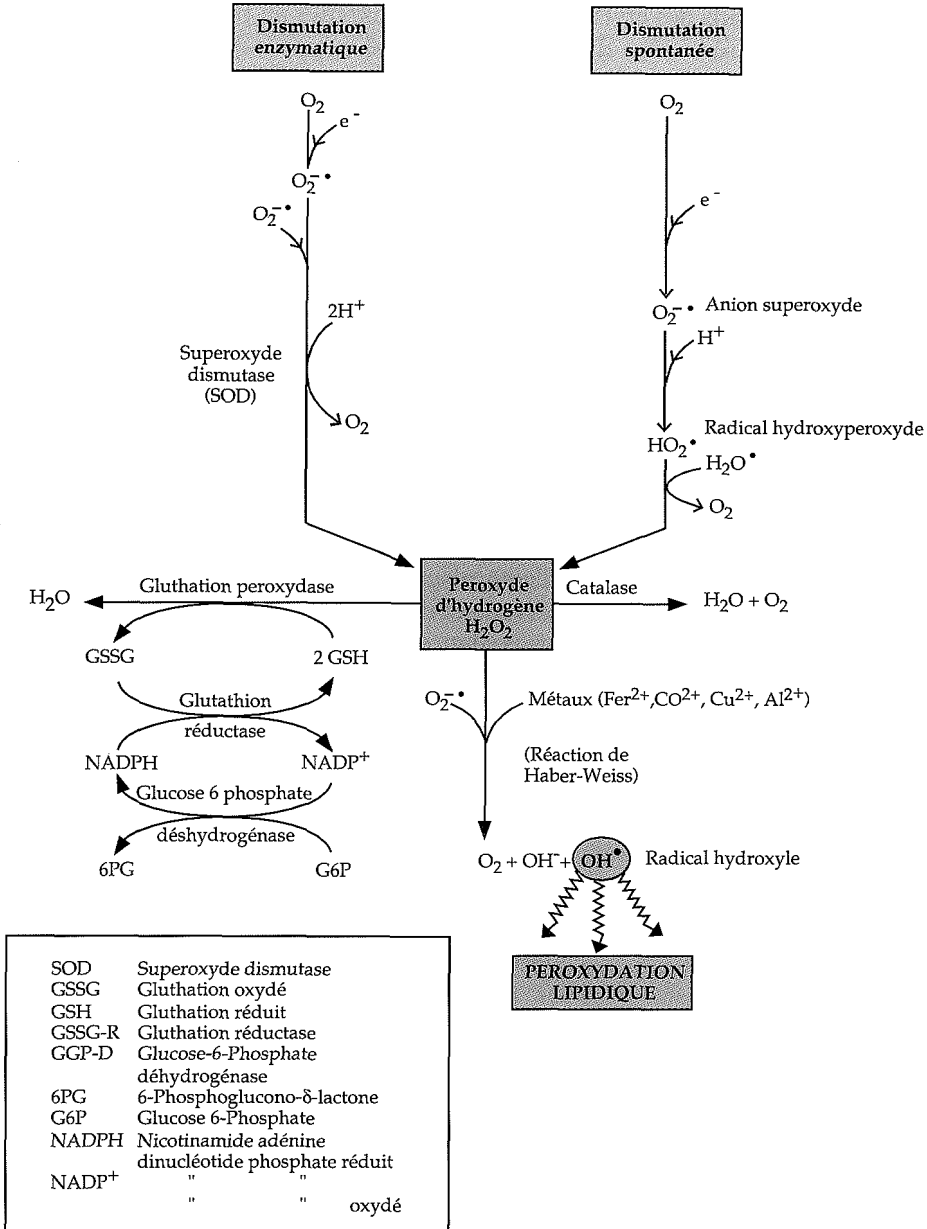 Dismutation
enzymatique
Dismutation
spontanée
O2
e-
O2-•
O2-•
2H+
Superoxyde
dismutase
(SOD)
O2
O2
e-
O2-• Anion superoxyde
H+
HO2• Radical hydroxyperoxyde
H2O•
O2
H2O
Gluthation peroxydase
Peroxyde
d'hydrogène
H2O2
Catalase
H2O + O2
GSSG
2 GSH
Glutathion
réductase
NADPH
NADP+
Glucose 6 phosphate
déshydrogénase
6PG
G6P
O2-•
Métaux (Fer2+,CO2+, Cu2+, Al2+)
(Réaction de
Haber-Weiss)
O2 + OH-+ OH• Radical hydroxyle
PEROXYDATION
LIPIDIQUE
SOD Superoxyde dismutase
GSSG Gluthation oxydé
GSH Gluthation réduit
GSSG-R Gluthation réductase
GGP-D Glucose-6-Phosphate
déhydrogénase
6PG 6-Phosphoglucono-δ-lactone
G6P Glucose 6-Phosphate
NADPH Nicotinamide adénine
dinucléotide phosphate réduit
NADP+ " "
" " oxydé